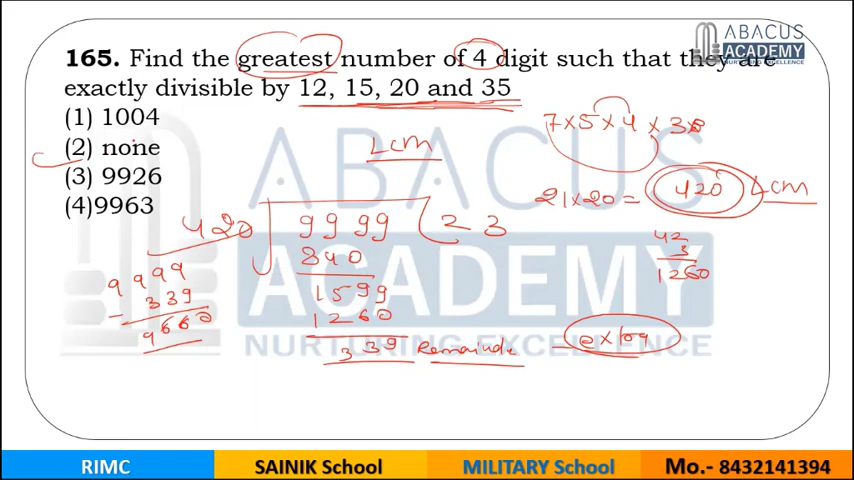 165. Find the greatest number of 4 digit such that they are
exactly divisible by 12, 15, 20 and 35
(1) 1004
(2) none
(3) 9926
(4)9963
ABACUS
ACADEMY
NURTURING EXCELLENCE
LCM
7×5×4×3
21×20= 420 LCM
42
3
1260
420 9999 23
840
1599
1260
339 Remainde
9999
- 339
9660
ABACUS
ACADEMY
NURTURING EXCELLENCE
RIMC
SAINIK School
MILITARY School
Mo.- 8432141394